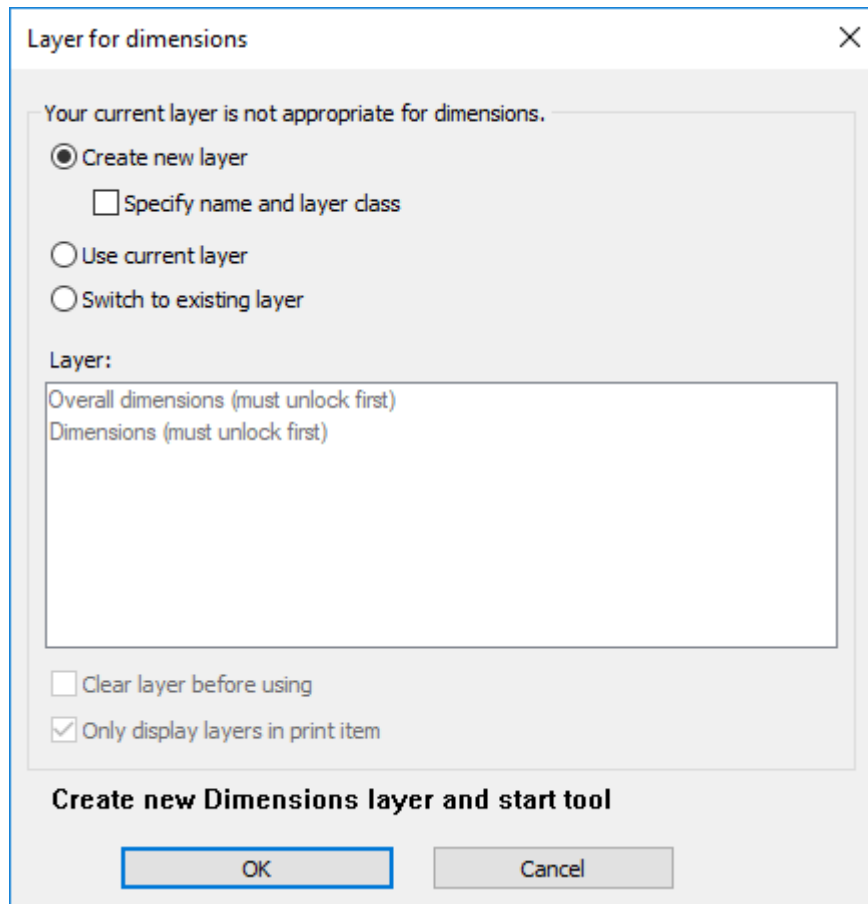 Layer for dimensions
Your current layer is not appropriate for dimensions.
Create new layer
Specify name and layer class
Use current layer
Switch to existing layer
Layer:
Overall dimensions (must unlock first)
Dimensions (must unlock first)
Clear layer before using
Only display layers in print item
Create new Dimensions layer and start tool
OK
Cancel